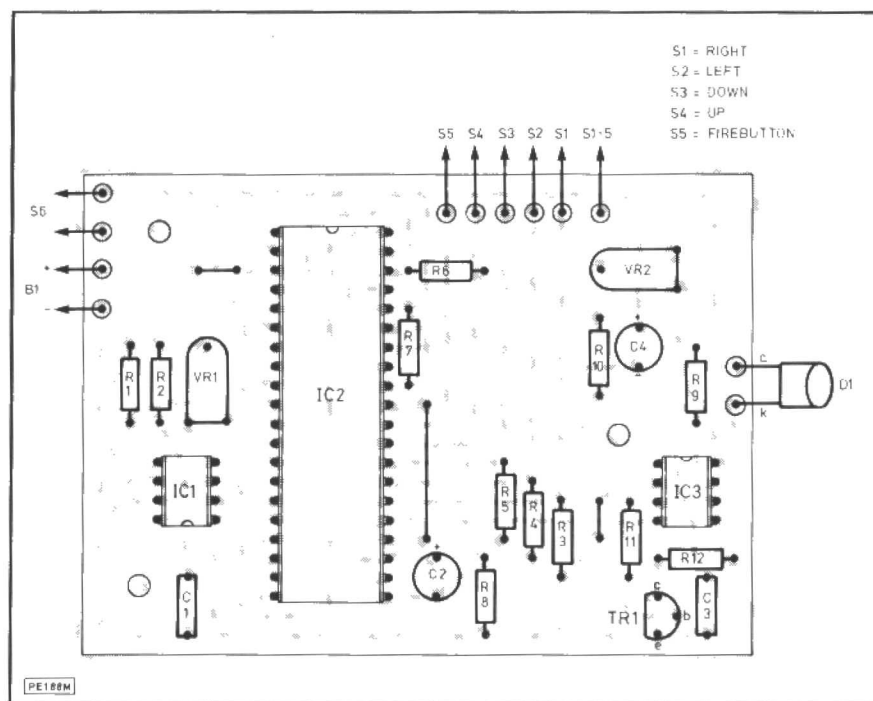 S1 = RIGHT
S2 = LEFT
S3 = DOWN
S4 = UP
S5 = FIREBUTTON
S5 S4 S3 S2 S1 S1-5
S6
+
B1
-
R6
VR2
R7
R10
+
C4
-
R1
R2
VR1
IC2
R9
c
D1
k
IC1
IC3
R5
R4
R3
R11
R12
+
C2
R8
C1
c
TR1
b
e
C3
PE188M